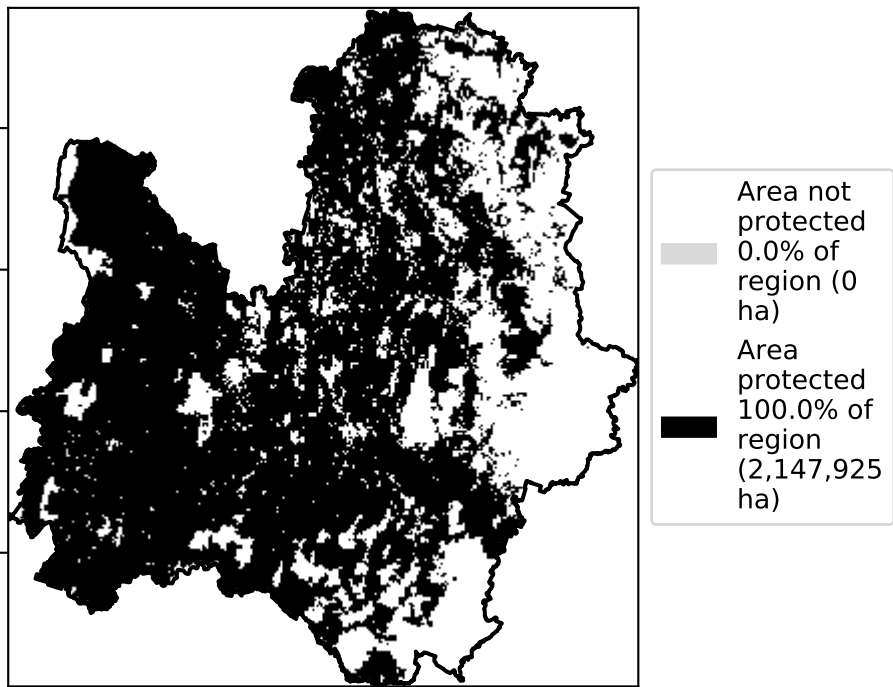 Area not
protected
0.0% of
region (0
ha)
Area
protected
100.0% of
region
(2,147,925
ha)